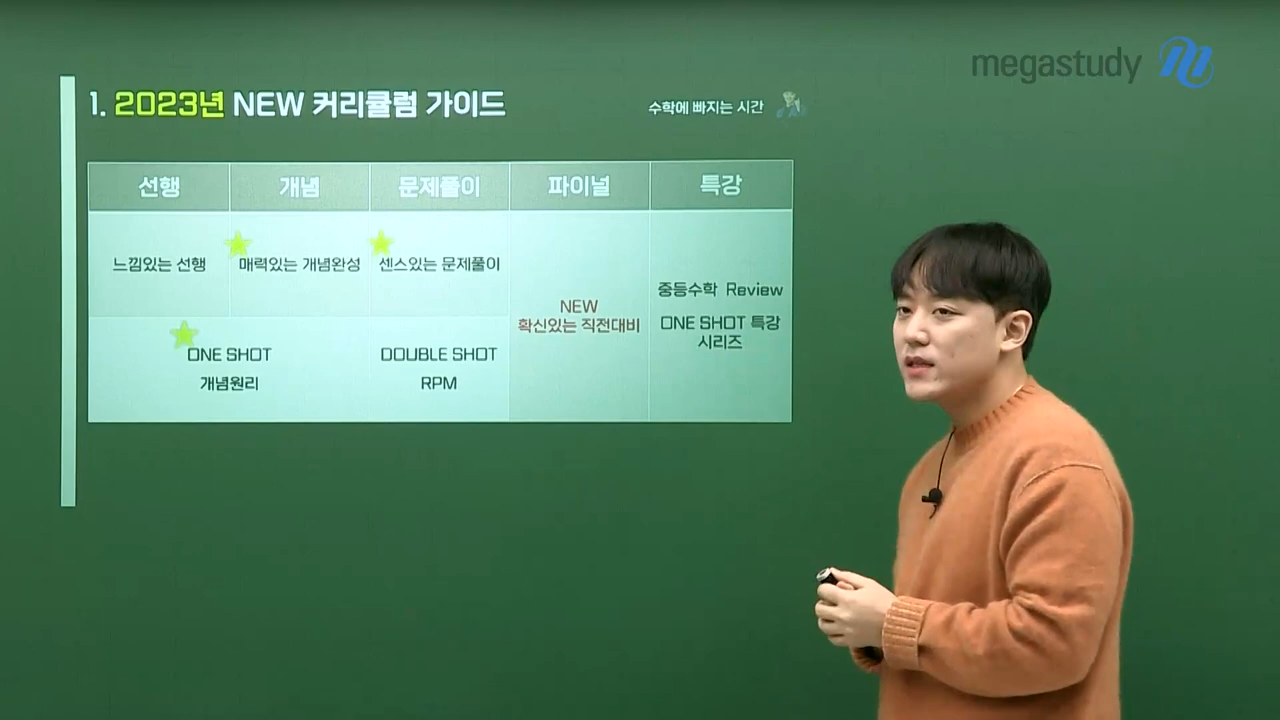 megastudy
1. 2023년 NEW 커리큘럼 가이드
수학에 빠지는 시간
선행 개념 문제풀이 파이널 특강
느낌있는 선행 매력있는 개념완성 센스있는 문제풀이
NEW
확신있는 직전대비
중등수학 Review
ONE SHOT 특강
시리즈
ONE SHOT
개념원리
DOUBLE SHOT
RPM